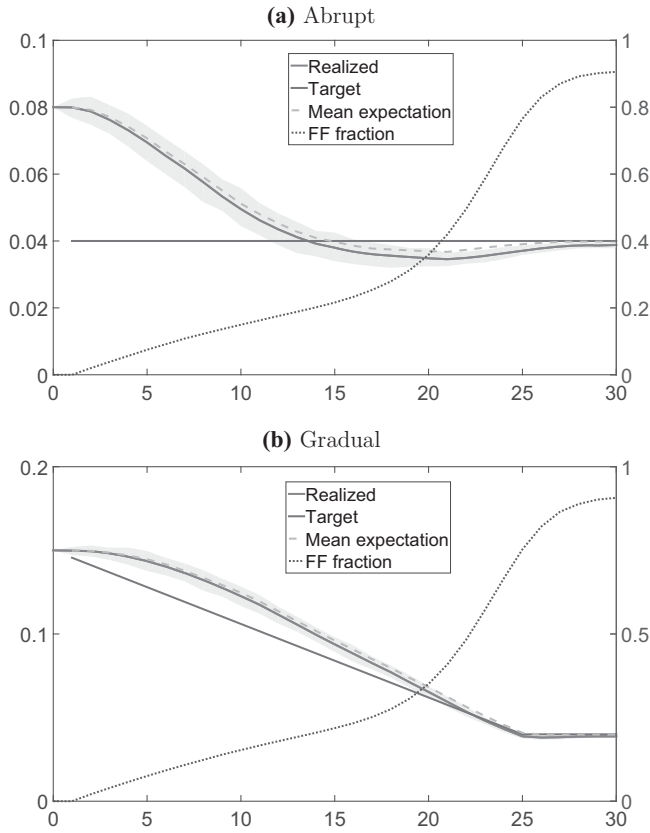 (a) Abrupt
0.1
1
Realized
Target
Mean expectation
FF fraction
0.08
0.8
0.06
0.6
0.04
0.4
0.02
0.2
0
0
0 5 10 15 20 25 30
(b) Gradual
0.2
1
Realized
Target
Mean expectation
FF fraction
0.1
0.5
0
0
0 5 10 15 20 25 30